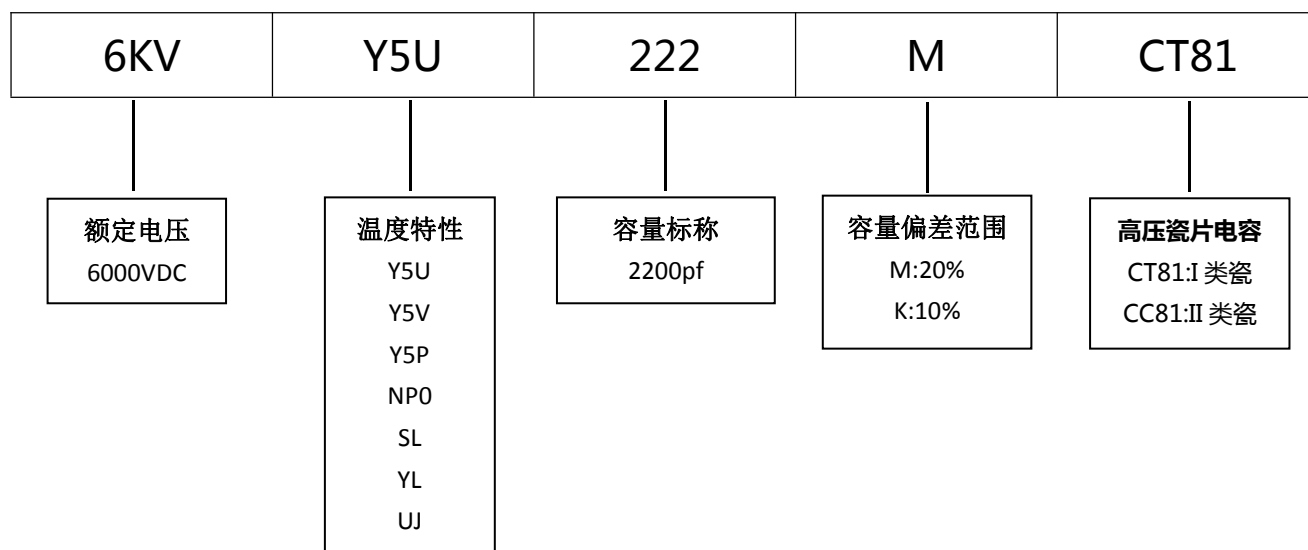 6KV Y5U 222 M CT81
额定电压
6000VDC
温度特性
Y5U
Y5V
Y5P
NP0
SL
YL
UJ
容量标称
2200pf
容量偏差范围
M:20%
K:10%
高压瓷片电容
CT81:I 类瓷
CC81:II 类瓷